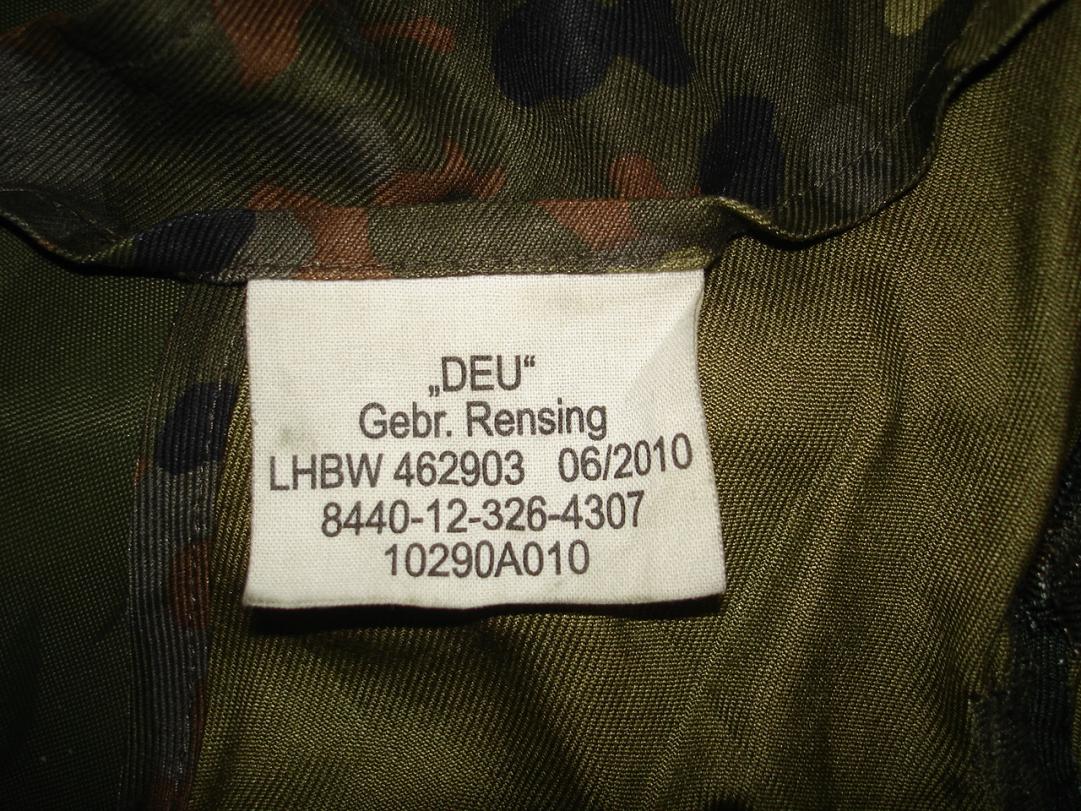 „DEU“
Gebr. Rensing
LHBW 462903 06/2010
8440-12-326-4307
10290A010